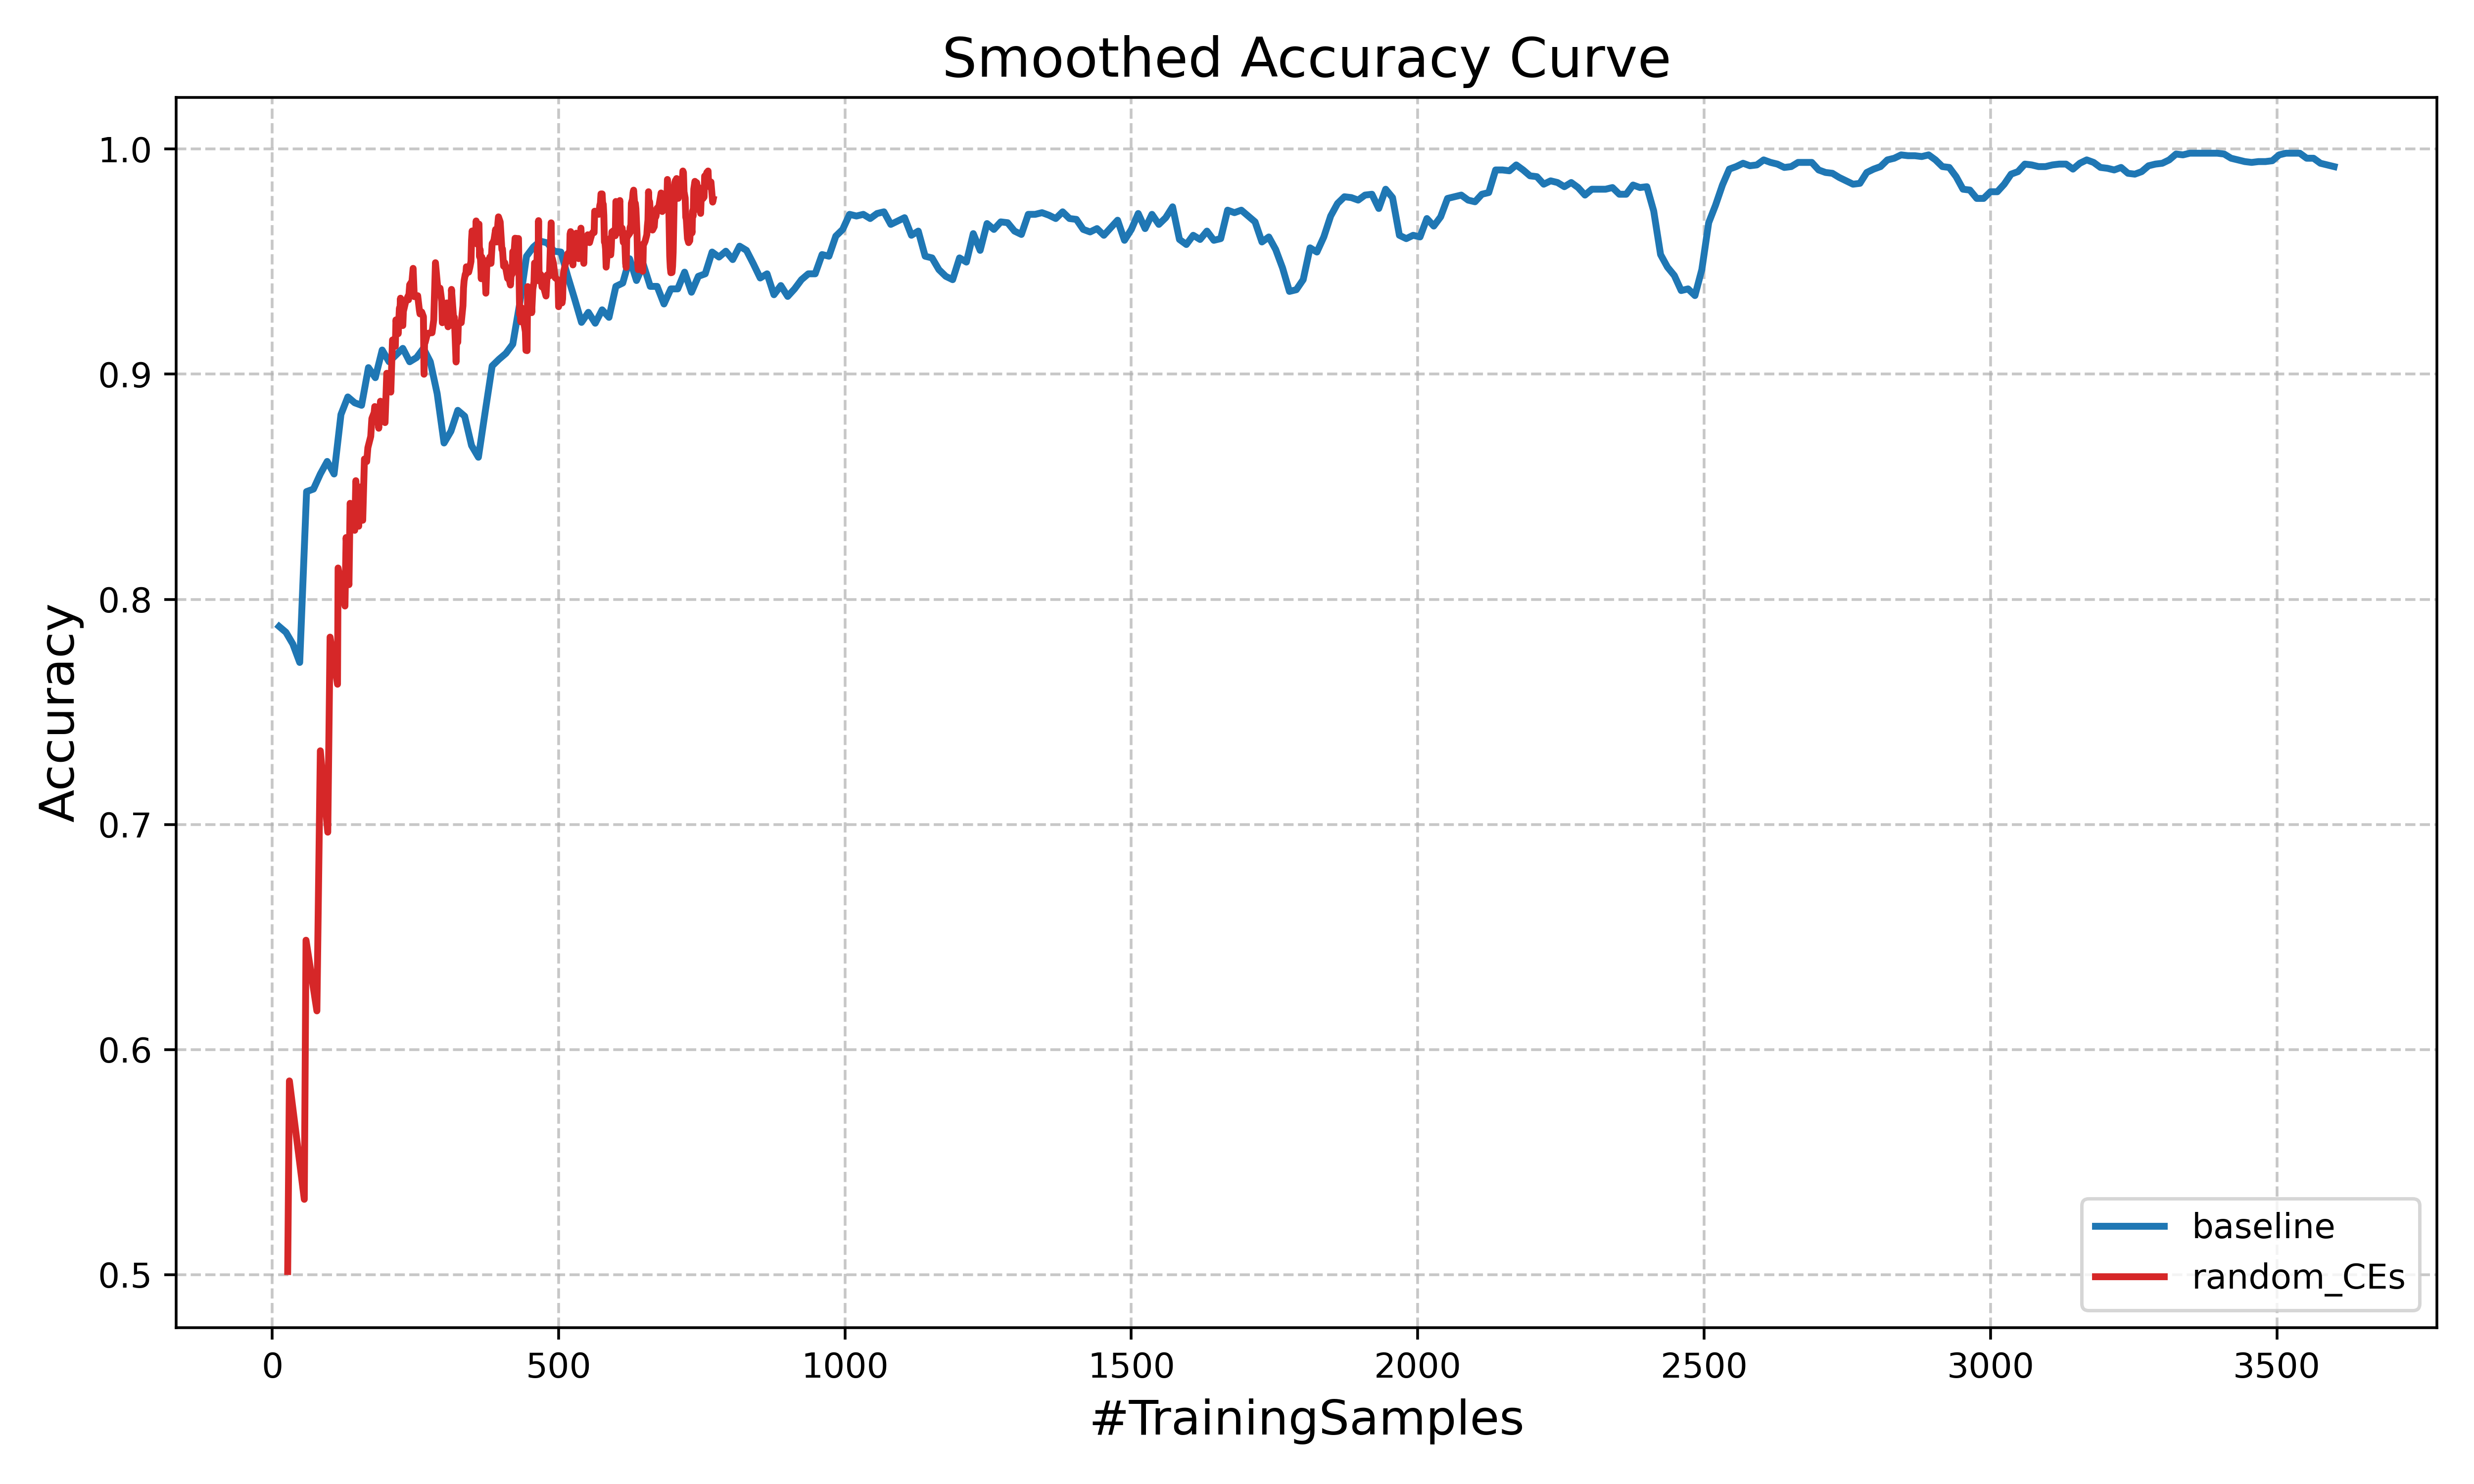 Smoothed Accuracy Curve
Accuracy
1.0
0.9
0.8
0.7
0.6
0.5
0
500
1000
1500
2000
2500
3000
3500
#TrainingSamples
baseline
random_CEs